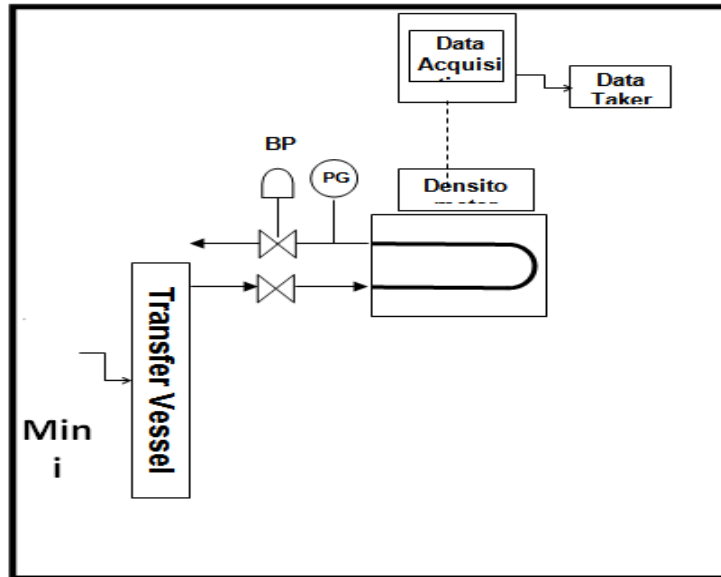 Data
Acquisi
Data
Taker
BP
PG
Densito
Transfer Vessel
Min
i